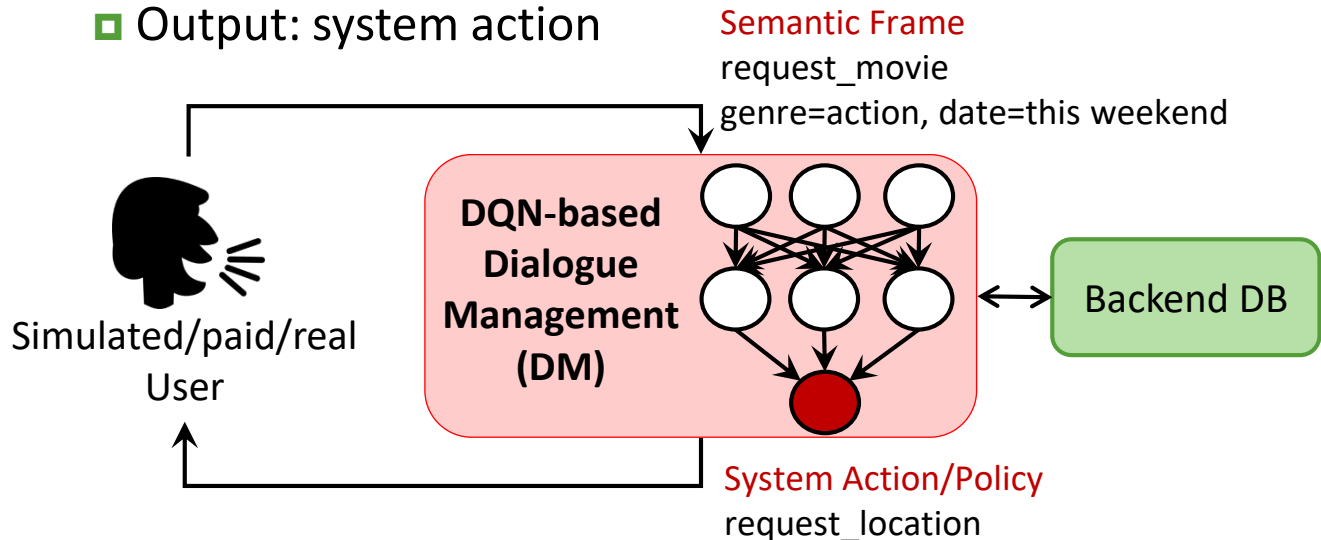 Output: system action
Semantic Frame
request_movie
genre=action, date=this weekend
DQN-based
Dialogue
Management
(DM)
Backend DB
Simulated/paid/real
User
System Action/Policy
request_location